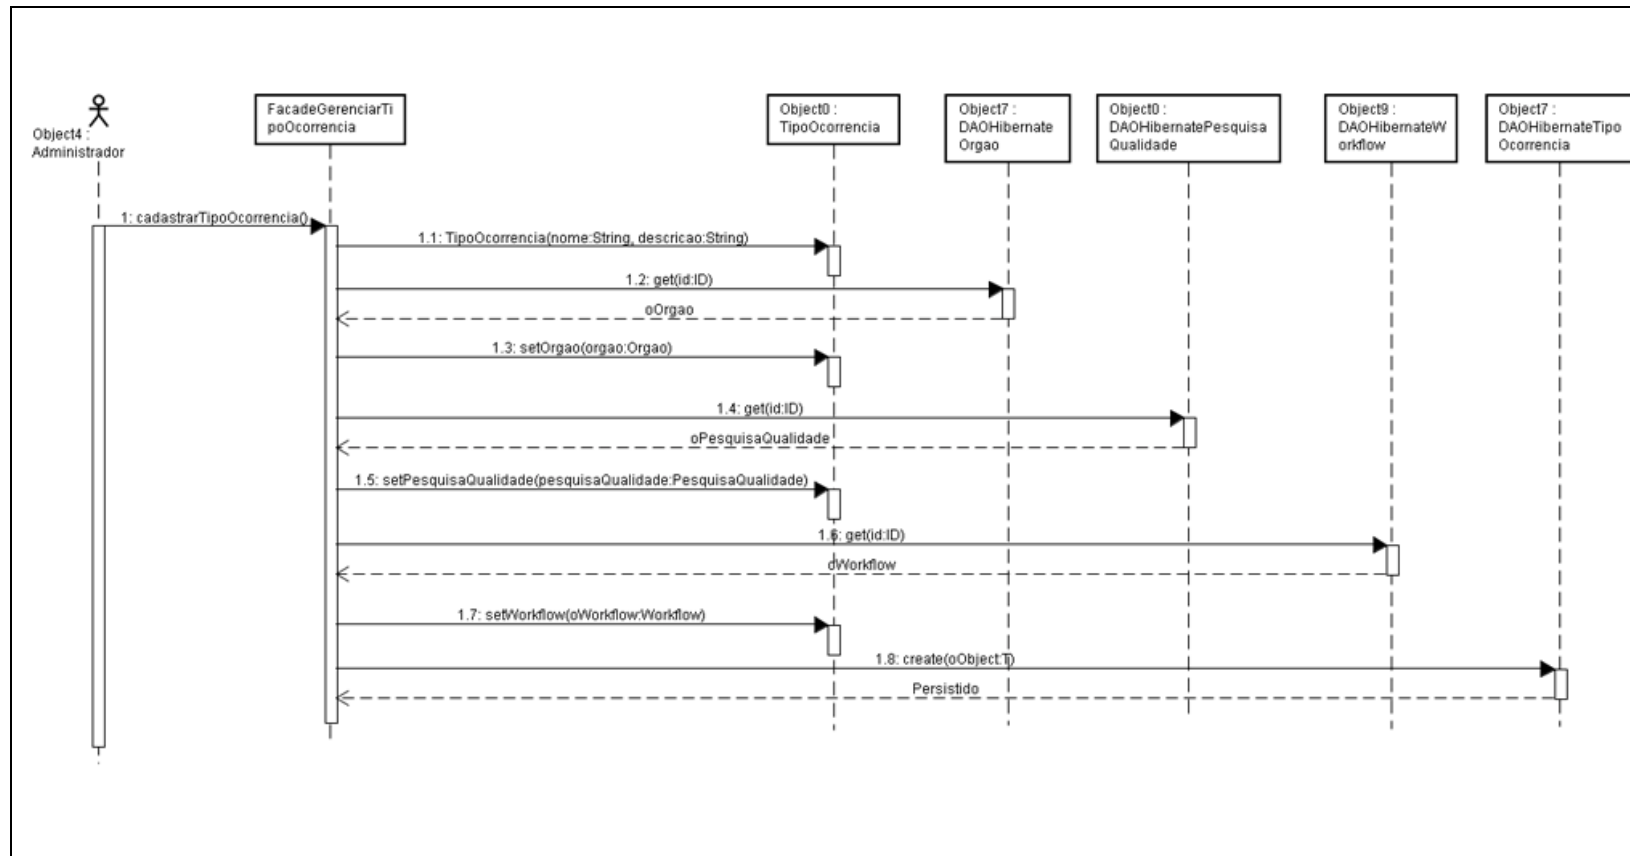 Object4 :
Administrador
FacadeGerenciarTi
poOcorrencia
Object0 :
TipoOcorrencia
Object7 :
DAOHibernate
Orgao
Object0 :
DAOHibernatePesquisa
Qualidade
Object9 :
DAOHibernateW
orkflow
Object7 :
DAOHibernateTipo
Ocorrencia
1: cadastrarTipoOcorrencia()
1.1: TipoOcorrencia(nome:String, descricao:String)
1.2: get(id:ID)
oOrgao
1.3: setOrgao(orgao:Orgao)
1.4: get(id:ID)
oPesquisaQualidade
1.5: setPesquisaQualidade(pesquisaQualidade:PesquisaQualidade)
1.6: get(id:ID)
oWorkflow
1.7: setWorkflow(oWorkflow:Workflow)
1.8: create(oObject:T)
Persistido